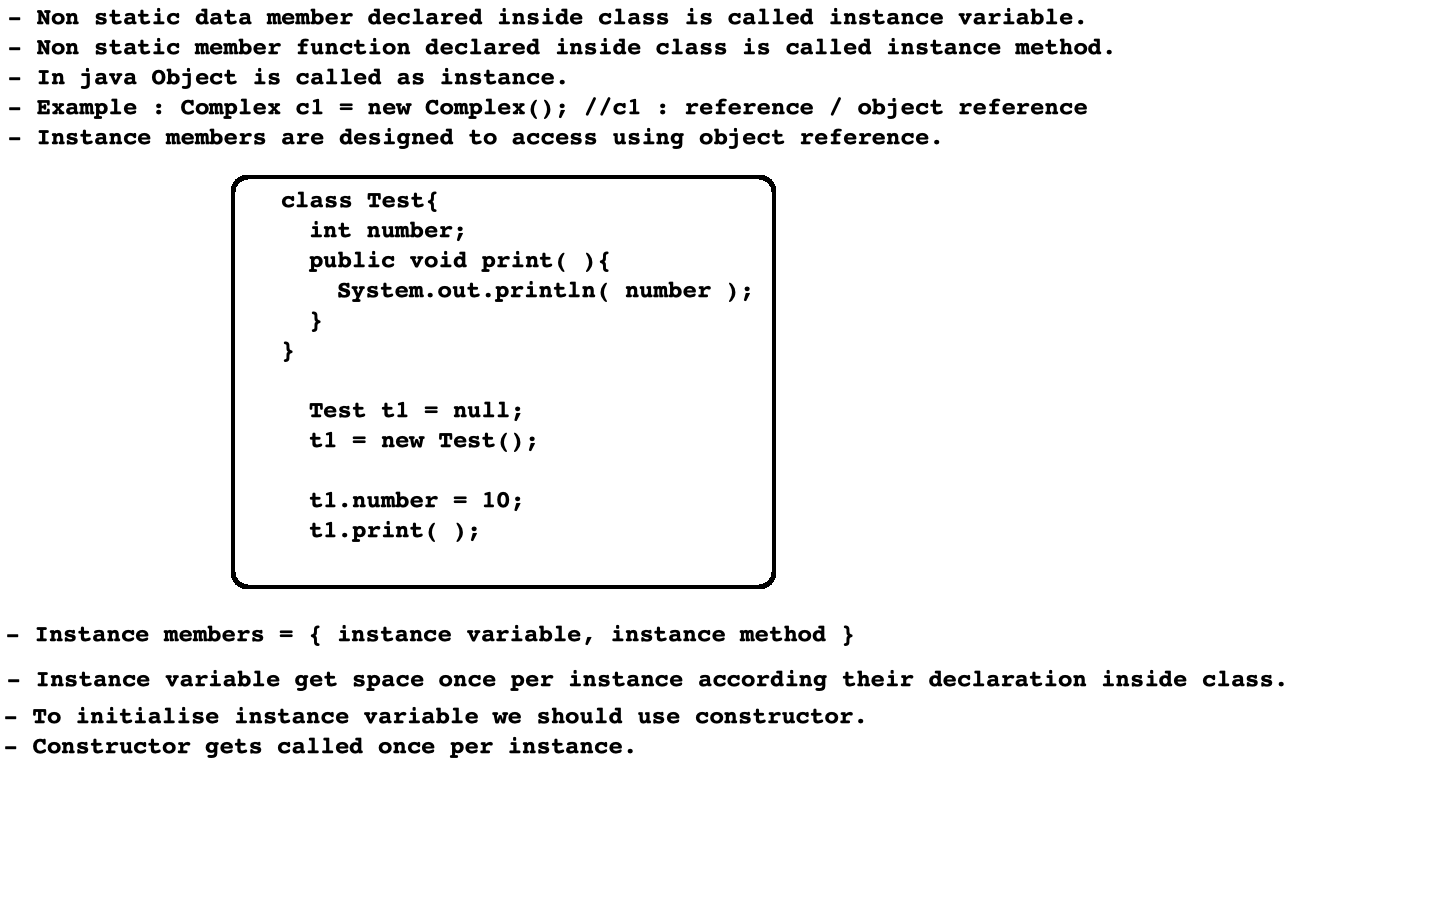 - Non static data member declared inside class is called instance variable.
- Non static member function declared inside class is called instance method.
- In java Object is called as instance.
- Example : Complex c1 = new Complex(); //c1 : reference / object reference
- Instance members are designed to access using object reference.
class Test{
int number;
public void print( ){
System.out.println( number );
}
}
Test t1 = null;
t1 = new Test();
t1.number = 10;
t1.print( );
- Instance members = { instance variable, instance method }
- Instance variable get space once per instance according their declaration inside class.
- To initialise instance variable we should use constructor.
- Constructor gets called once per instance.